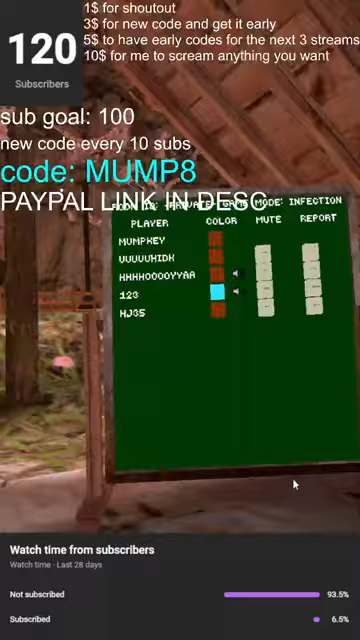 1$ for shoutout
3$ for new code and get it early
5$ to have early codes for the next 3 streams
10$ for me to scream anything you want
120
Subscribers
sub goal: 100
new code every 10 subs
code: MUMP8
PAYPAL LINK IN DESC
GAME MODE: INFECTION
PLAYER COLOR MUTE REPORT
MUMPKEY
UUUUUHIDK
HHHHOOOOYYAA
123
HJ35
Watch time from subscribers
Watch time · Last 28 days
Not subscribed 93.5%
Subscribed 6.5%